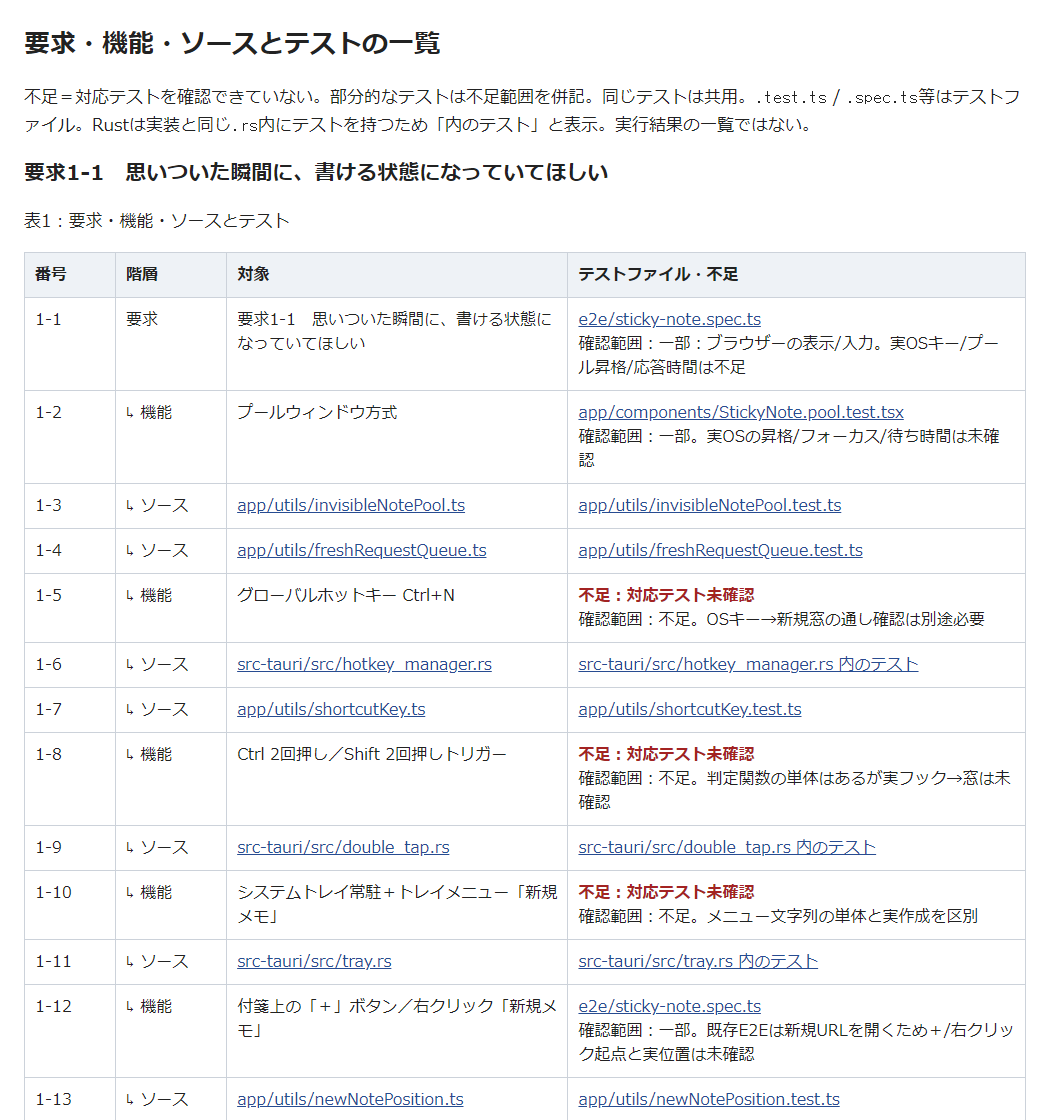 要求・機能・ソースとテストの一覧
不足＝対応テストを確認できていない。部分的なテストは不足範囲を併記。同じテストは共用。.test.ts / .spec.ts等はテストフ
ァイル。Rustは実装と同じ.rs内にテストを持つため「内のテスト」と表示。実行結果の一覧ではない。
要求1-1　思いついた瞬間に、書ける状態になっていてほしい
表1：要求・機能・ソースとテスト
番号 階層 対象 テストファイル・不足
1-1 要求 要求1-1　思いついた瞬間に、書ける状態に e2e/sticky-note.spec.ts
なっていてほしい 確認範囲：一部：ブラウザーの表示/入力。実OSキー/プー
ル昇格/応答時間は不足
1-2 ↳ 機能 プールウィンドウ方式 app/components/StickyNote.pool.test.tsx
確認範囲：一部。実OSの昇格/フォーカス/待ち時間は未確
認
1-3 ↳ ソース app/utils/invisibleNotePool.ts app/utils/invisibleNotePool.test.ts
1-4 ↳ ソース app/utils/freshRequestQueue.ts app/utils/freshRequestQueue.test.ts
1-5 ↳ 機能 グローバルホットキー Ctrl+N 不足：対応テスト未確認
確認範囲：不足。OSキー→新規窓の通し確認は別途必要
1-6 ↳ ソース src-tauri/src/hotkey_manager.rs src-tauri/src/hotkey_manager.rs 内のテスト
1-7 ↳ ソース app/utils/shortcutKey.ts app/utils/shortcutKey.test.ts
1-8 ↳ 機能 Ctrl 2回押し／Shift 2回押しトリガー 不足：対応テスト未確認
確認範囲：不足。判定関数の単体はあるが実フック→窓は未
確認
1-9 ↳ ソース src-tauri/src/double_tap.rs src-tauri/src/double_tap.rs 内のテスト
1-10 ↳ 機能 システムトレイ常駐＋トレイメニュー「新規 不足：対応テスト未確認
メモ」 確認範囲：不足。メニュー文字列の単体と実作成を区別
1-11 ↳ ソース src-tauri/src/tray.rs src-tauri/src/tray.rs 内のテスト
1-12 ↳ 機能 付箋上の「＋」ボタン／右クリック「新規メ e2e/sticky-note.spec.ts
モ」 確認範囲：一部。既存E2Eは新規URLを開くため＋/右クリッ
ク起点と実位置は未確認
1-13 ↳ ソース app/utils/newNotePosition.ts app/utils/newNotePosition.test.ts